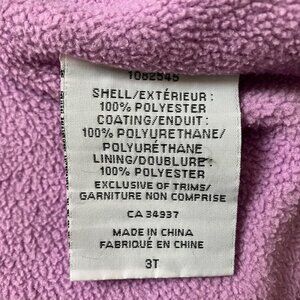 1082545
SHELL/EXTÉRIEUR :
100% POLYESTER
COATING/ENDUIT :
100% POLYURETHANE/
POLYURÉTHANE
LINING/DOUBLURE :
100% POLYESTER
EXCLUSIVE OF TRIMS/
GARNITURE NON COMPRISE
CA 34937
MADE IN CHINA
FABRIQUÉ EN CHINE
3T